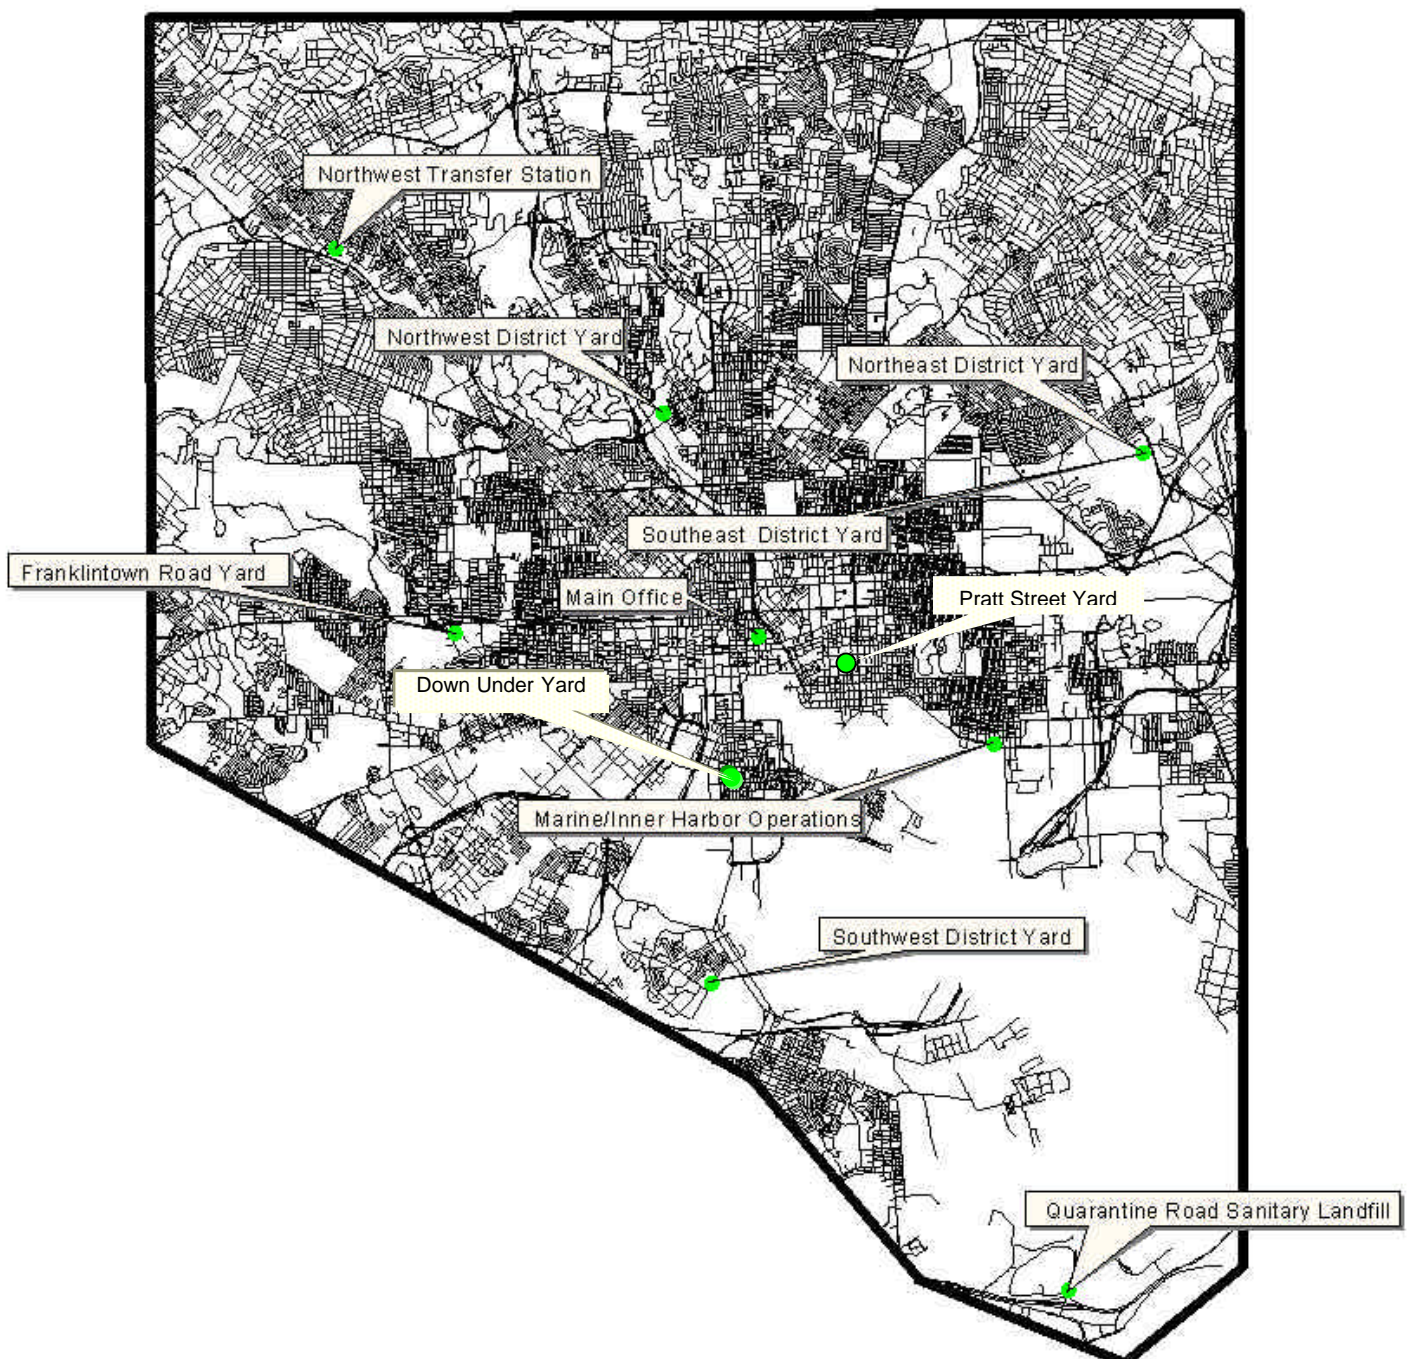 Northwest Transfer Station
Northwest District Yard
Northeast District Yard
Southeast District Yard
Franklintown Road Yard
Main Office
Pratt Street Yard
Down Under Yard
Marine/Inner Harbor Operations
Southwest District Yard
Quarantine Road Sanitary Landfill